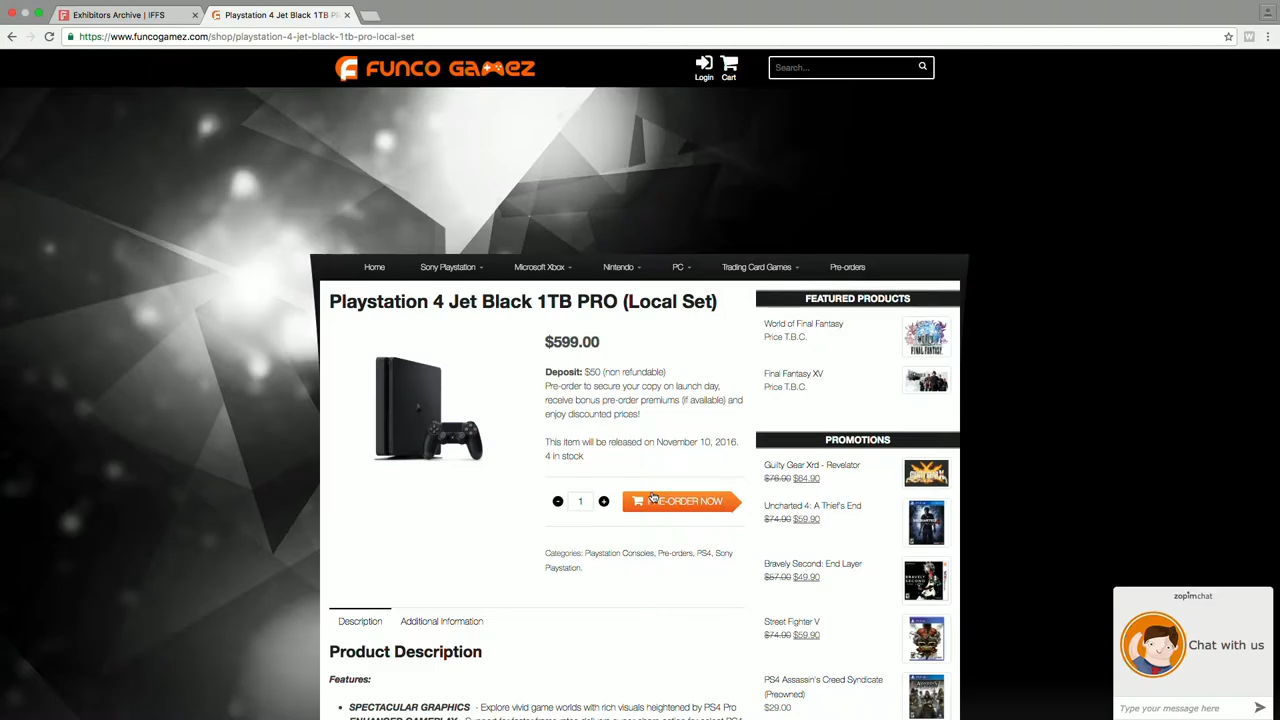 Exhibitors Archive | IFFS
Playstation 4 Jet Black 1TB
https://www.funcogamez.com/shop/playstation-4-jet-black-1tb-pro-local-set
FUNCO GAMEZ
Login
Cart
Search...
Home
Sony Playstation
Microsoft Xbox
Nintendo
PC
Trading Card Games
Pre-orders
Playstation 4 Jet Black 1TB PRO (Local Set)
$599.00
Deposit: $50 (non refundable)
Pre-order to secure your copy on launch day,
receive bonus pre-order premiums (if available) and
enjoy discounted prices!
This item will be released on November 10, 2016.
4 in stock
- 1 +
E-ORDER NOW
Categories: Playstation Consoles, Pre-orders, PS4, Sony
Playstation.
Description
Additional Information
Product Description
Features:
SPECTACULAR GRAPHICS - Explore vivid game worlds with rich visuals heightened by PS4 Pro
FEATURED PRODUCTS
World of Final Fantasy
Price T.B.C.
Final Fantasy XV
Price T.B.C.
PROMOTIONS
Guilty Gear Xrd - Revelator
$76.00 $64.90
Uncharted 4: A Thief's End
$74.90 $59.90
Bravely Second: End Layer
$57.00 $49.90
Street Fighter V
$74.90 $59.90
PS4 Assassin's Creed Syndicate
(Preowned)
$29.00
zopim chat
Chat with us
Type your message here